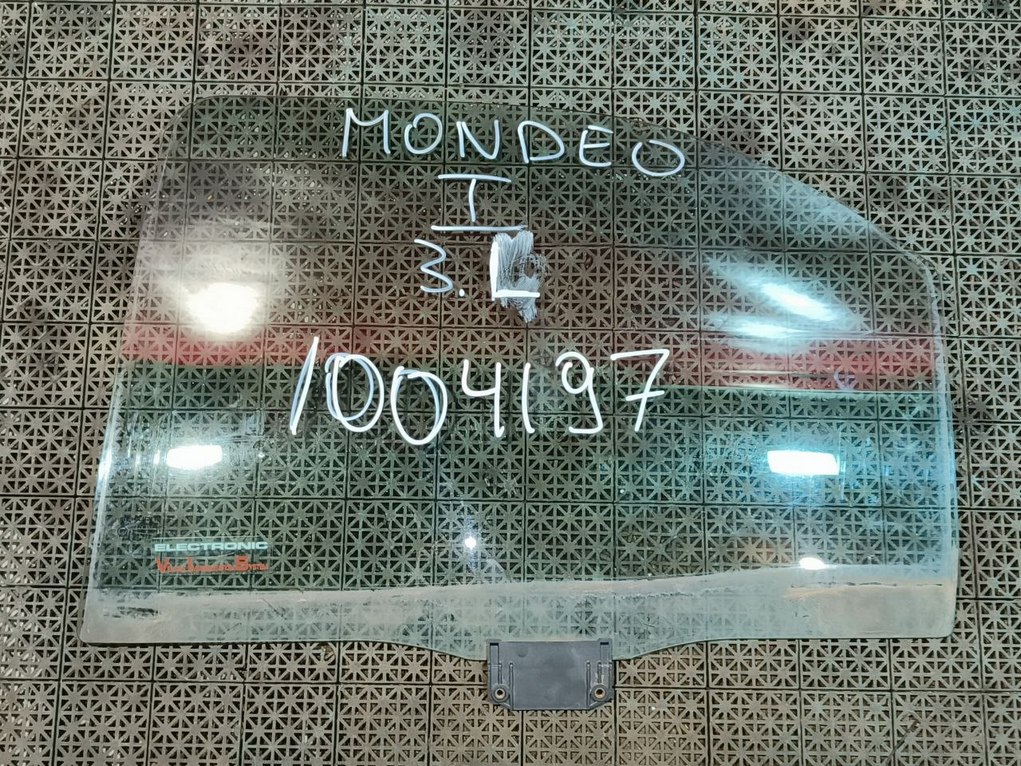 MONDEO
I
3.L
1004197
ELECTRONIC